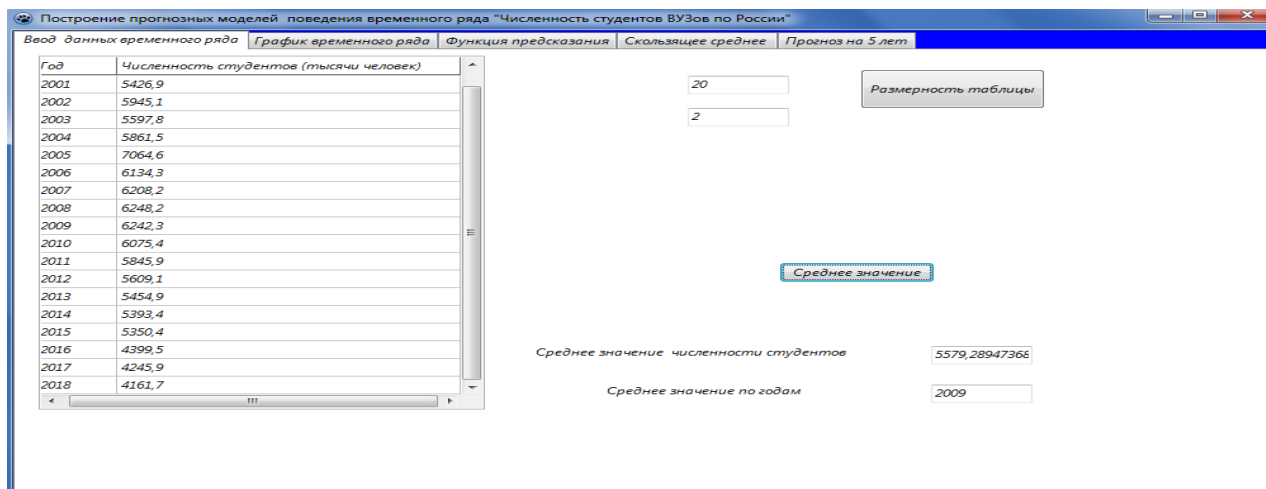 Построение прогнозных моделей поведения временного ряда "Численность студентов ВУЗов по России"
Ввод данных временного ряда График временного ряда Функция предсказания Скользящее среднее Прогноз на 5 лет
Год Численность студентов (тысячи человек)
2001 5426,9
2002 5945,1
2003 5597,8
2004 5861,5
2005 7064,6
2006 6134,3
2007 6208,2
2008 6248,2
2009 6242,3
2010 6075,4
2011 5845,9
2012 5609,1
2013 5454,9
2014 5393,4
2015 5350,4
2016 4399,5
2017 4245,9
2018 4161,7
20
2
Размерность таблицы
Среднее значение
Среднее значение численности студентов 5579,28947368
Среднее значение по годам 2009